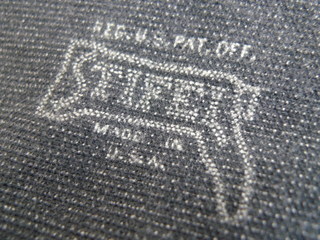 REG. U.S. PAT. OFF.
STIFEL
MADE IN
U.S.A.